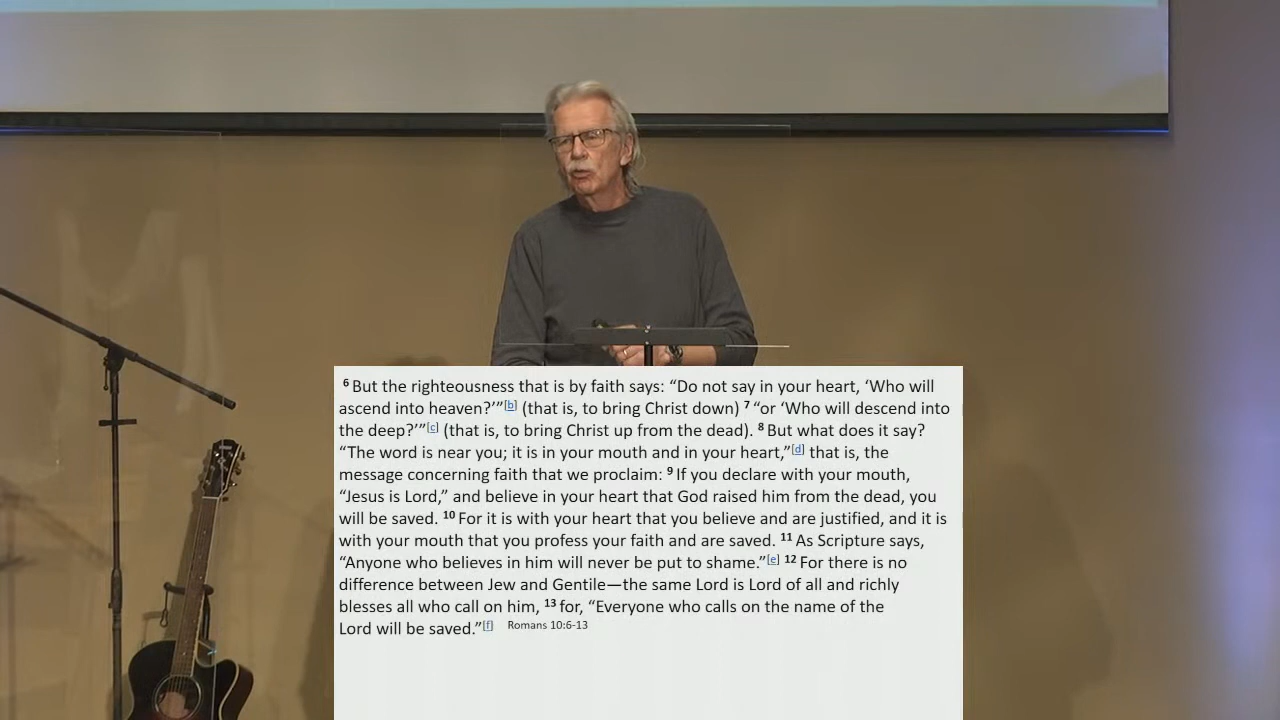 6 But the righteousness that is by faith says: “Do not say in your heart, ‘Who will
ascend into heaven?’”[b] (that is, to bring Christ down) 7 “or ‘Who will descend into
the deep?’”[c] (that is, to bring Christ up from the dead). 8 But what does it say?
“The word is near you; it is in your mouth and in your heart,”[d] that is, the
message concerning faith that we proclaim: 9 If you declare with your mouth,
“Jesus is Lord,” and believe in your heart that God raised him from the dead, you
will be saved. 10 For it is with your heart that you believe and are justified, and it is
with your mouth that you profess your faith and are saved. 11 As Scripture says,
“Anyone who believes in him will never be put to shame.”[e] 12 For there is no
difference between Jew and Gentile—the same Lord is Lord of all and richly
blesses all who call on him, 13 for, “Everyone who calls on the name of the
Lord will be saved.”[f] Romans 10:6-13